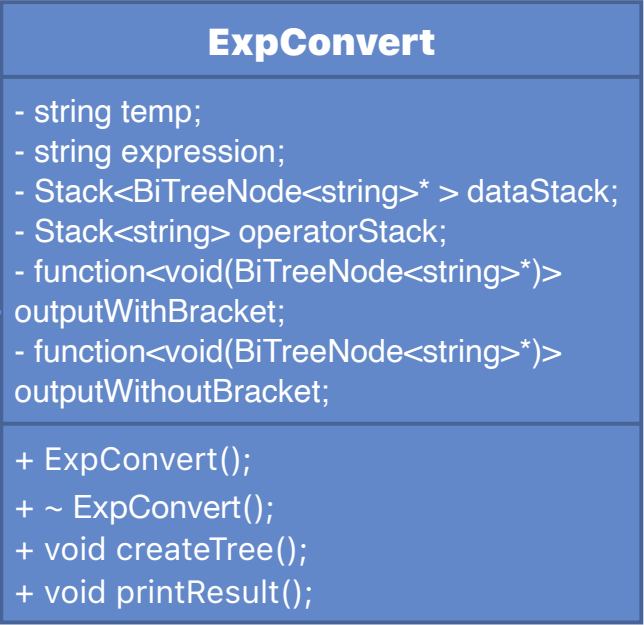 ExpConvert
- string temp;
- string expression;
- Stack<BiTreeNode<string>* > dataStack;
- Stack<string> operatorStack;
- function<void(BiTreeNode<string>*)>
outputWithBracket;
- function<void(BiTreeNode<string>*)>
outputWithoutBracket;
+ ExpConvert();
+ ~ ExpConvert();
+ void createTree();
+ void printResult();